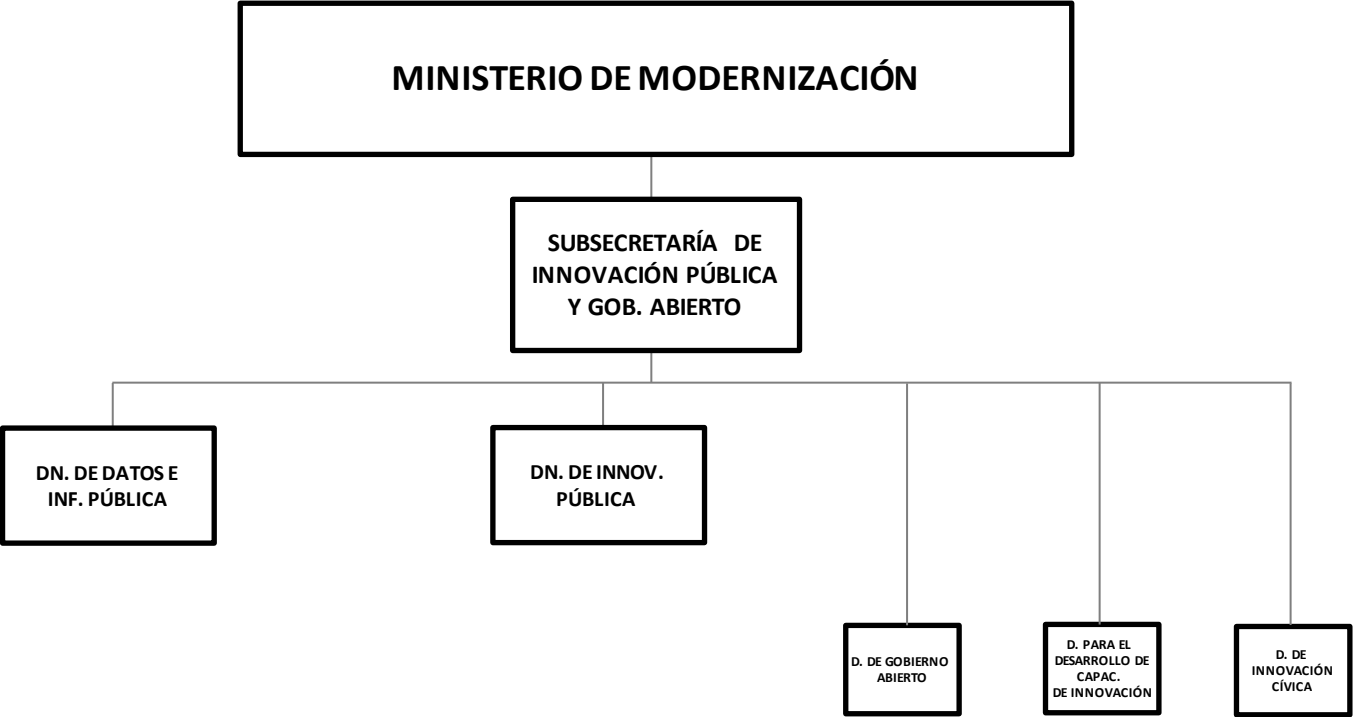 MINISTERIO DE MODERNIZACIÓN
SUBSECRETARÍA DE
INNOVACIÓN PÚBLICA
Y GOB. ABIERTO
DN. DE DATOS E
INF. PÚBLICA
DN. DE INNOV.
PÚBLICA
D. DE GOBIERNO
ABIERTO
D. PARA EL
DESARROLLO DE
CAPAC.
DE INNOVACIÓN
D. DE
INNOVACIÓN
CÍVICA